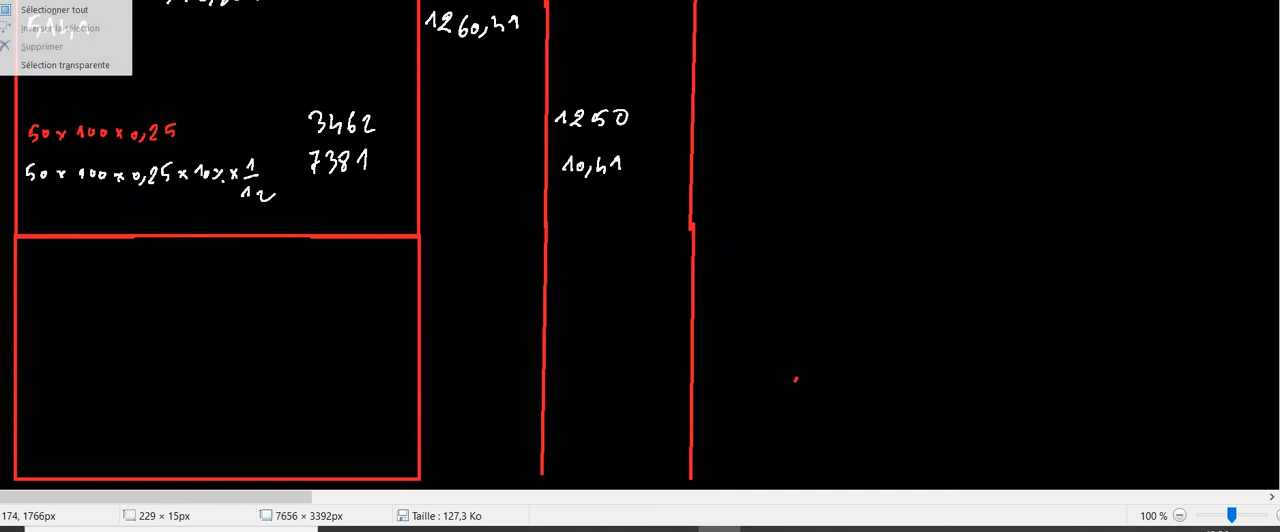 Sélectionner tout
5141
Inverser la sélection
Supprimer
Sélection transparente
1260,41
50 x 100 x 0,25 3462 1250
50 x 100 x 0,25 x 10% x 1/12 7381 10,41
174, 1766px 229 × 15px 7656 × 3392px Taille : 127,3 Ko 100 %